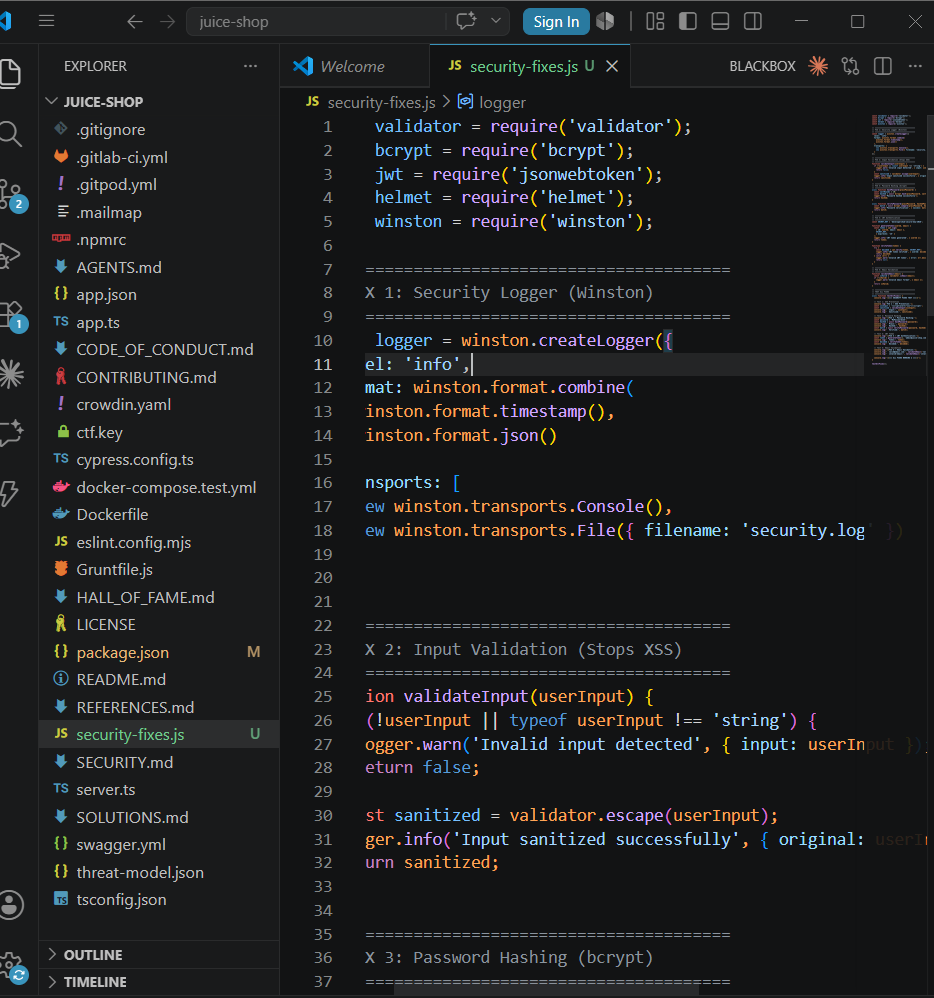 juice-shop
Sign In
EXPLORER
Welcome
JS security-fixes.js U
BLACKBOX
JUICE-SHOP
JS security-fixes.js > logger
.gitignore
.gitlab-ci.yml
! .gitpod.yml
.mailmap
npm .npmrc
AGENTS.md
{} app.json
TS app.ts
CODE_OF_CONDUCT.md
CONTRIBUTING.md
! crowdin.yaml
ctf.key
TS cypress.config.ts
docker-compose.test.yml
Dockerfile
JS eslint.config.mjs
Gruntfile.js
HALL_OF_FAME.md
LICENSE
{} package.json M
README.md
REFERENCES.md
JS security-fixes.js U
SECURITY.md
TS server.ts
SOLUTIONS.md
{} swagger.yml
{} threat-model.json
TS tsconfig.json
OUTLINE
TIMELINE
2
1
1 validator = require('validator');
2 bcrypt = require('bcrypt');
3 jwt = require('jsonwebtoken');
4 helmet = require('helmet');
5 winston = require('winston');
6
7 ======================================
8 X 1: Security Logger (Winston)
9 ======================================
10 logger = winston.createLogger({
11 el: 'info',
12 mat: winston.format.combine(
13 inston.format.timestamp(),
14 inston.format.json()
15
16 nsports: [
17 ew winston.transports.Console(),
18 ew winston.transports.File({ filename: 'security.log' })
19
20
21
22 ======================================
23 X 2: Input Validation (Stops XSS)
24 ======================================
25 ion validateInput(userInput) {
26 (!userInput || typeof userInput !== 'string') {
27 ogger.warn('Invalid input detected', { input: userInput })
28 eturn false;
29
30 st sanitized = validator.escape(userInput);
31 ger.info('Input sanitized successfully', { original: userIn
32 urn sanitized;
33
34
35 ======================================
36 X 3: Password Hashing (bcrypt)
37 ======================================